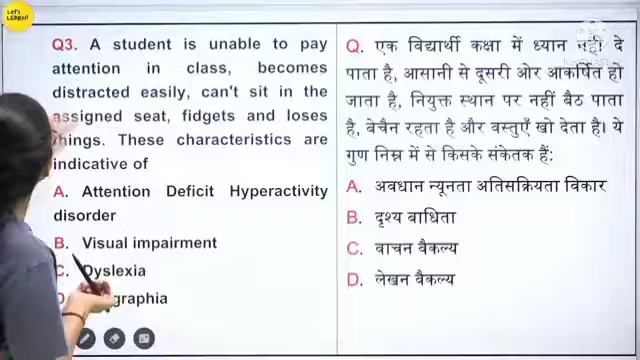 Let's
LEARN!
Q3. A student is unable to pay
attention in class, becomes
distracted easily, can't sit in the
assigned seat, fidgets and loses
things. These characteristics are
indicative of
A. Attention Deficit Hyperactivity
disorder
B. Visual impairment
C. Dyslexia
Q. एक विद्यार्थी कक्षा में ध्यान नहीं दे
पाता है, आसानी से दूसरी ओर आकर्षित हो
जाता है, नियुक्त स्थान पर नहीं बैठ पाता
है, बेचैन रहता है और वस्तुएँ खो देता है। ये
गुण निम्न में से किसके संकेतक हैं:
A. अवधान न्यूनता अतिसक्रियता विकार
B. दृश्य बाधिता
C. वाचन वैकल्य
D. लेखन वैकल्य